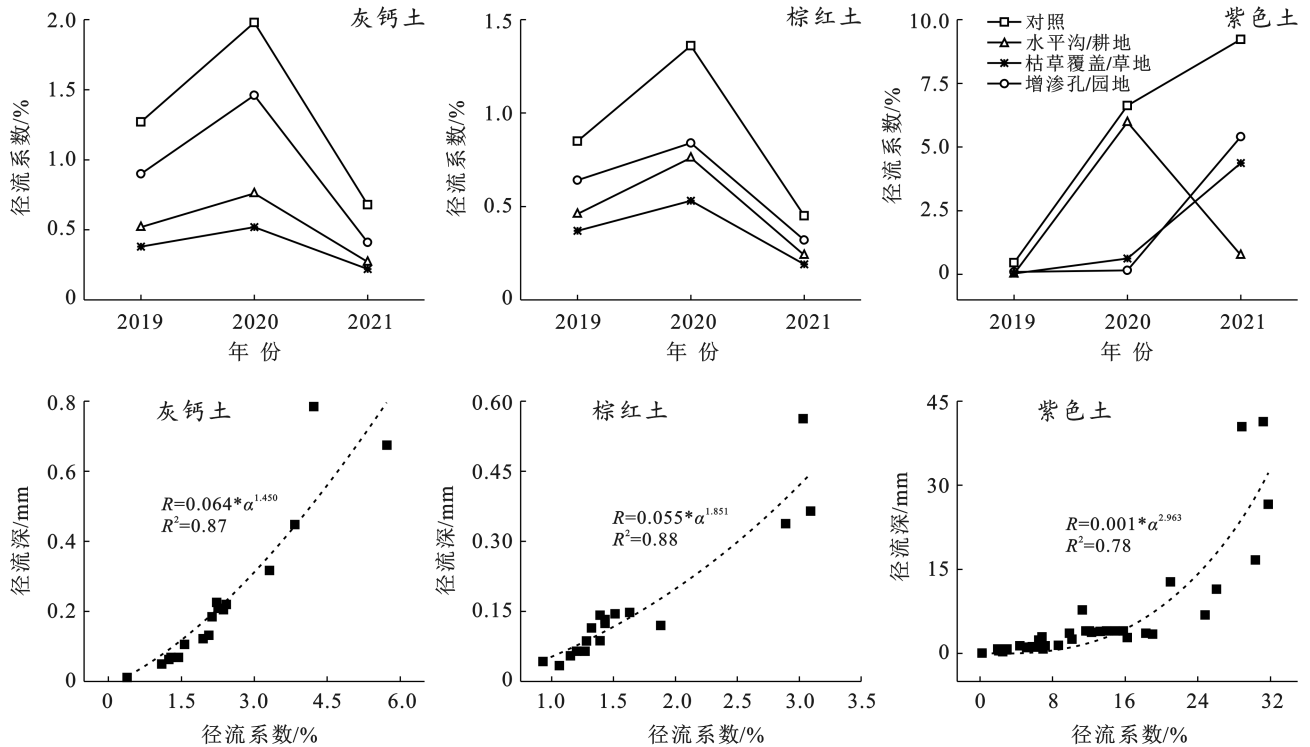 灰钙土
2.0
1.5
1.0
0.5
0
径流系数/%
2019 2020 2021
年 份
棕红土
1.5
1.0
0.5
0
径流系数/%
2019 2020 2021
年 份
紫色土
对照
水平沟/耕地
枯草覆盖/草地
增渗孔/园地
10.0
7.5
5.0
2.5
0
径流系数/%
2019 2020 2021
年 份
灰钙土
0.8
0.6
0.4
0.2
0
径流深/mm
R=0.064*α^1.450
R²=0.87
0 1.5 3.0 4.5 6.0
径流系数/%
棕红土
0.60
0.45
0.30
0.15
0
径流深/mm
R=0.055*α^1.851
R²=0.88
1.0 1.5 2.0 2.5 3.0 3.5
径流系数/%
紫色土
45
30
15
0
径流深/mm
R=0.001*α^2.963
R²=0.78
0 8 16 24 32
径流系数/%